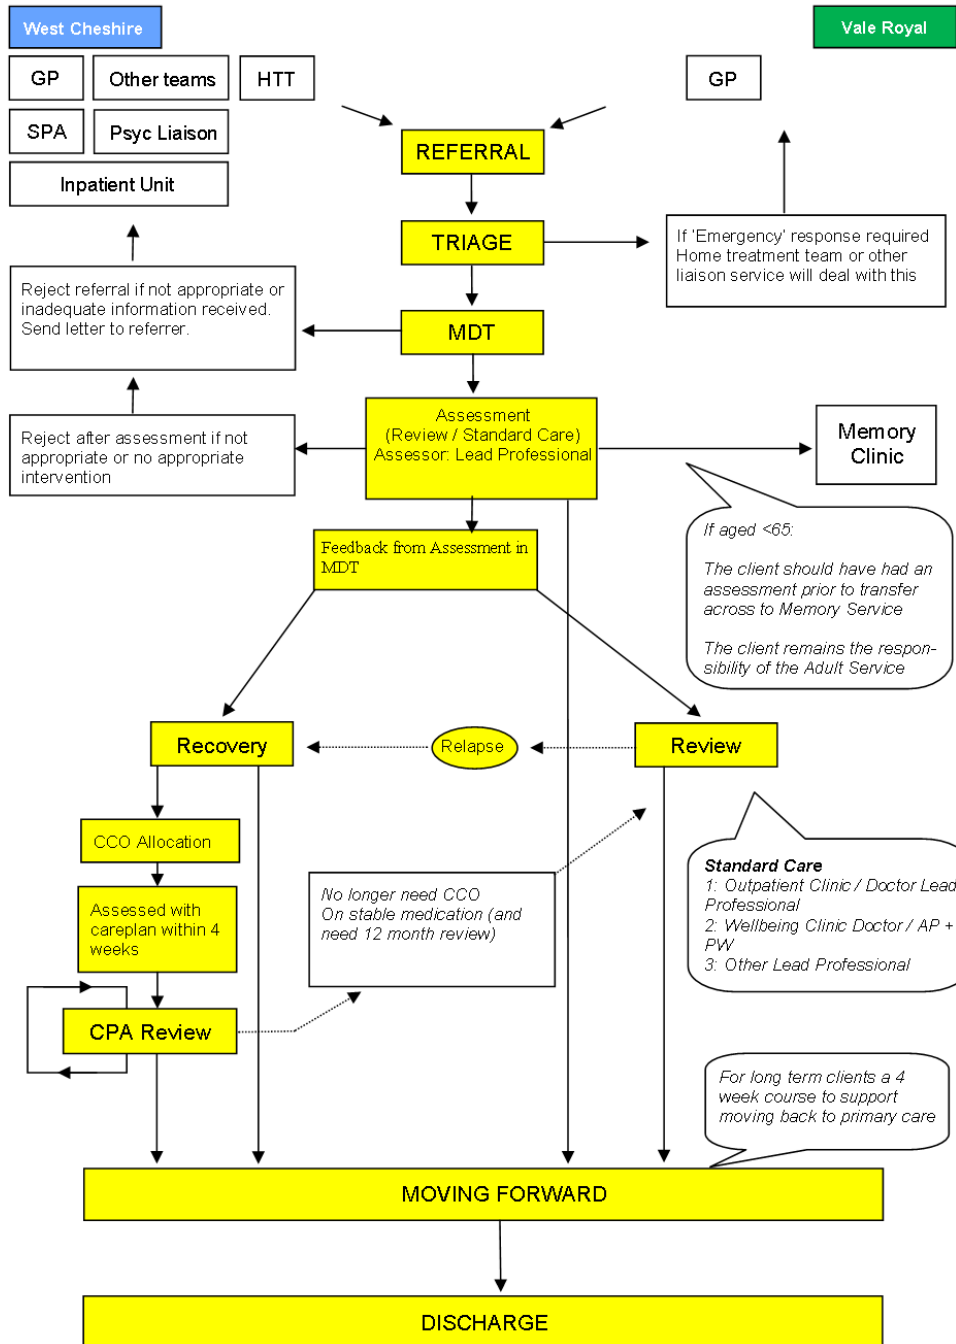 West Cheshire
Vale Royal
GP
Other teams
HTT
GP
SPA
Psyc Liaison
Inpatient Unit
REFERRAL
TRIAGE
If 'Emergency' response required
Home treatment team or other
liaison service will deal with this
Reject referral if not appropriate or
inadequate information received.
Send letter to referrer.
MDT
Assessment
(Review / Standard Care)
Assessor: Lead Professional
Reject after assessment if not
appropriate or no appropriate
intervention
Memory
Clinic
If aged <65:
The client should have had an
assessment prior to transfer
across to Memory Service
The client remains the respon-
sibility of the Adult Service
Feedback from Assessment in
MDT
Recovery
Relapse
Review
CCO Allocation
Assessed with
careplan within 4
weeks
No longer need CCO
On stable medication (and
need 12 month review)
Standard Care
1: Outpatient Clinic / Doctor Lead
Professional
2: Wellbeing Clinic Doctor / AP +
PW
3: Other Lead Professional
CPA Review
For long term clients a 4
week course to support
moving back to primary care
MOVING FORWARD
DISCHARGE